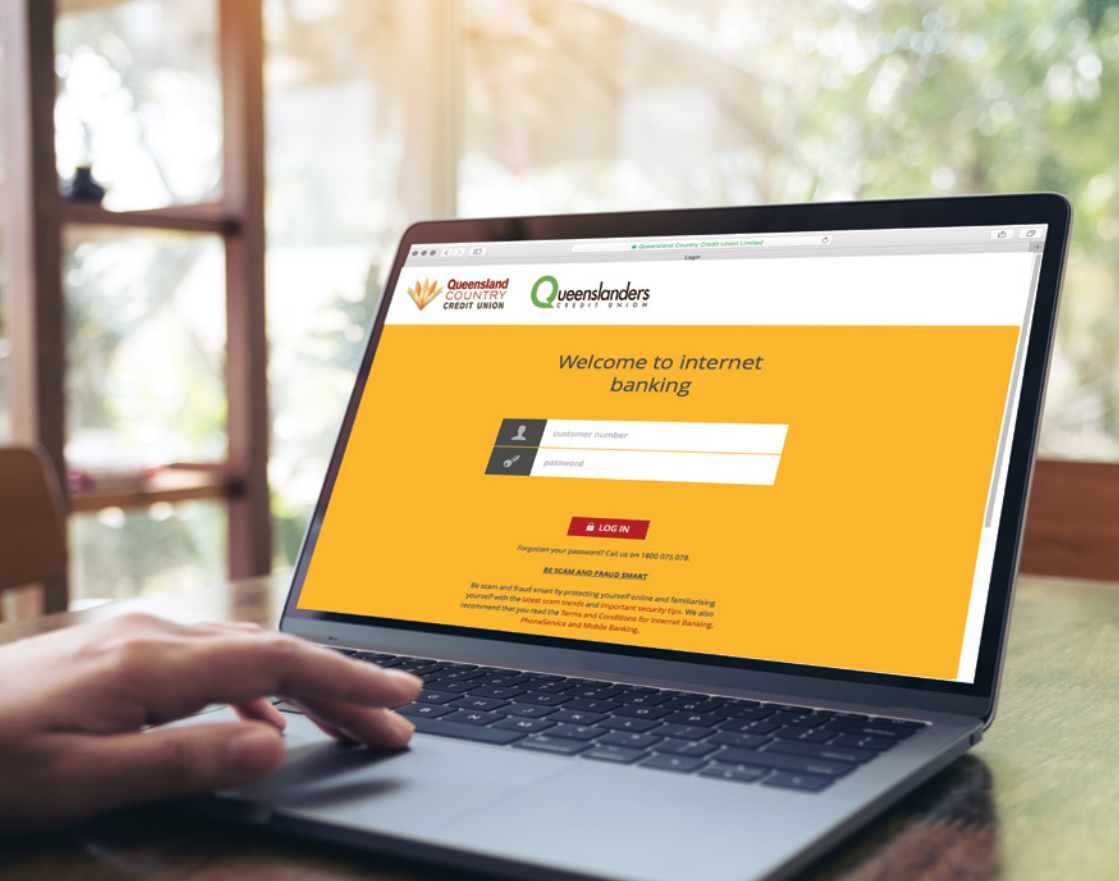 Queensland Country Credit Union Limited
Login
Queensland
COUNTRY
CREDIT UNION
Queenslanders
CREDIT UNION
Welcome to internet
banking
customer number
password
LOG IN
Forgotten your password? Call us on 1800 075 078.
BE SCAM AND FRAUD SMART
Be scam and fraud smart by protecting yourself online and familiarising
yourself with the latest scam trends and important security tips. We also
recommend that you read the Terms and Conditions for Internet Banking,
PhoneService and Mobile Banking.